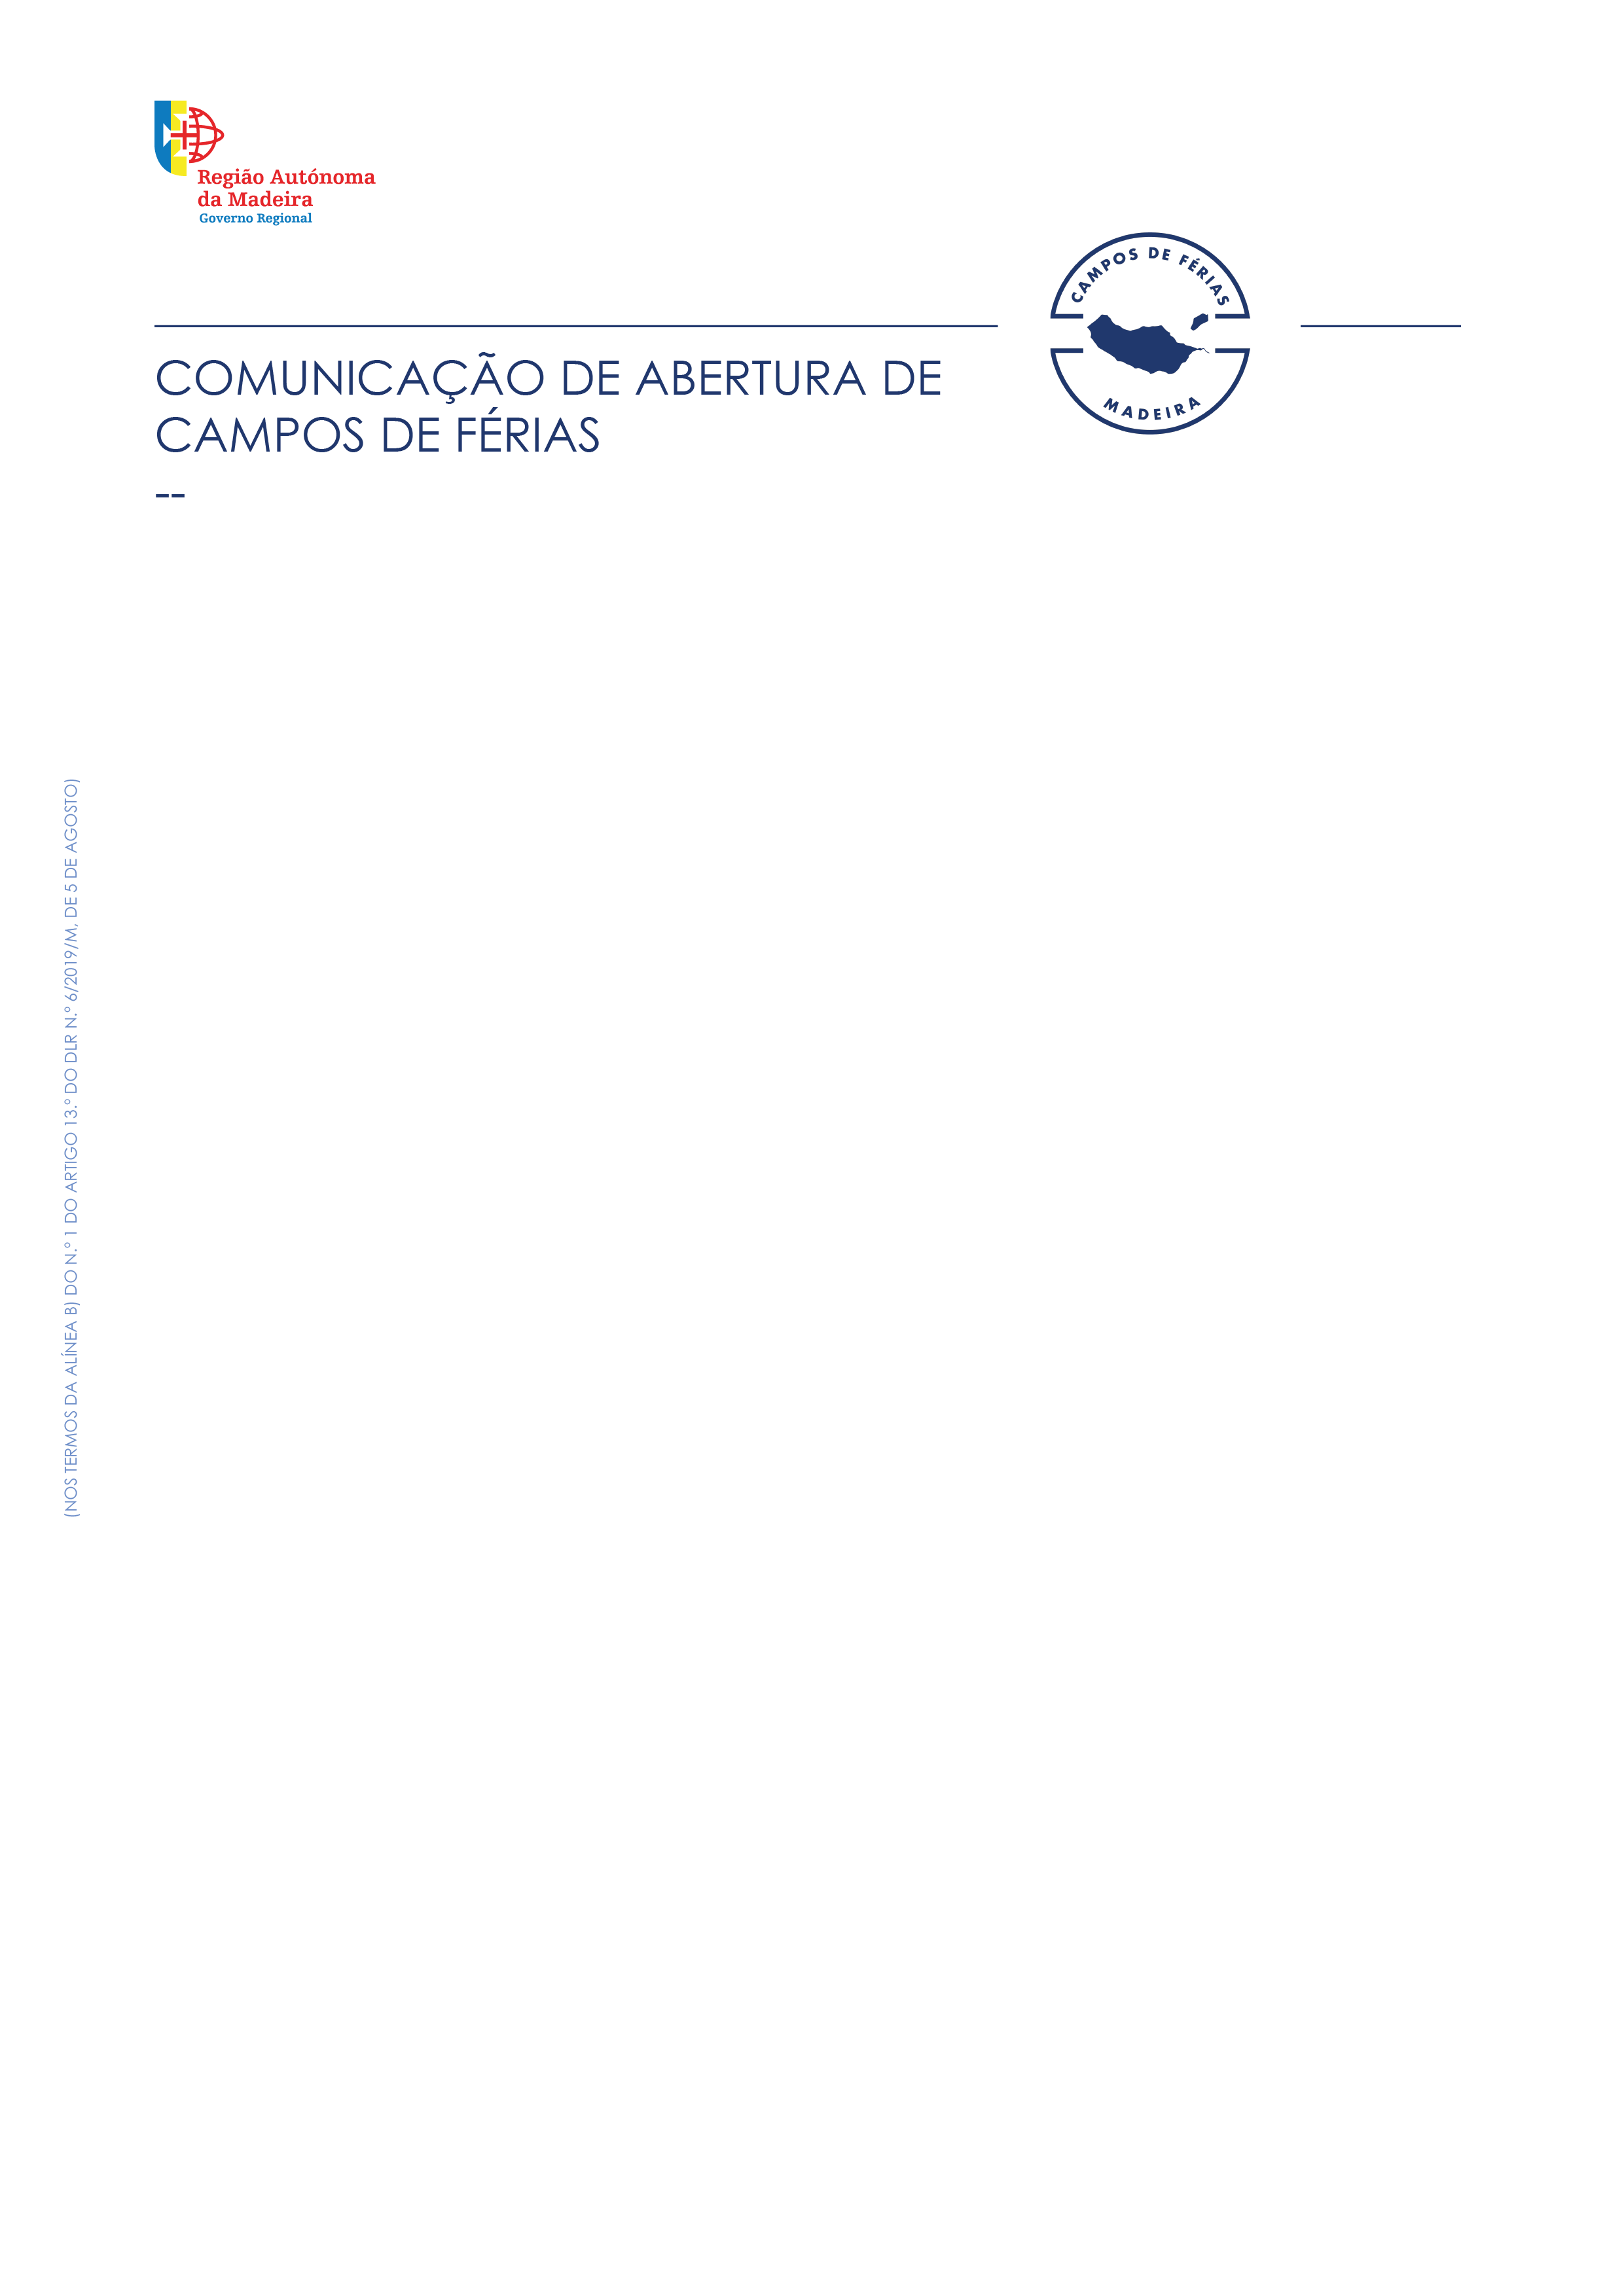 Região Autónoma
da Madeira
Governo Regional
CAMPOS DE FÉRIAS
MADEIRA
COMUNICAÇÃO DE ABERTURA DE
CAMPOS DE FÉRIAS
--
(NOS TERMOS DA ALÍNEA B) DO N.º 1 DO ARTIGO 13.º DO DLR N.º 6/2019/M, DE 5 DE AGOSTO)